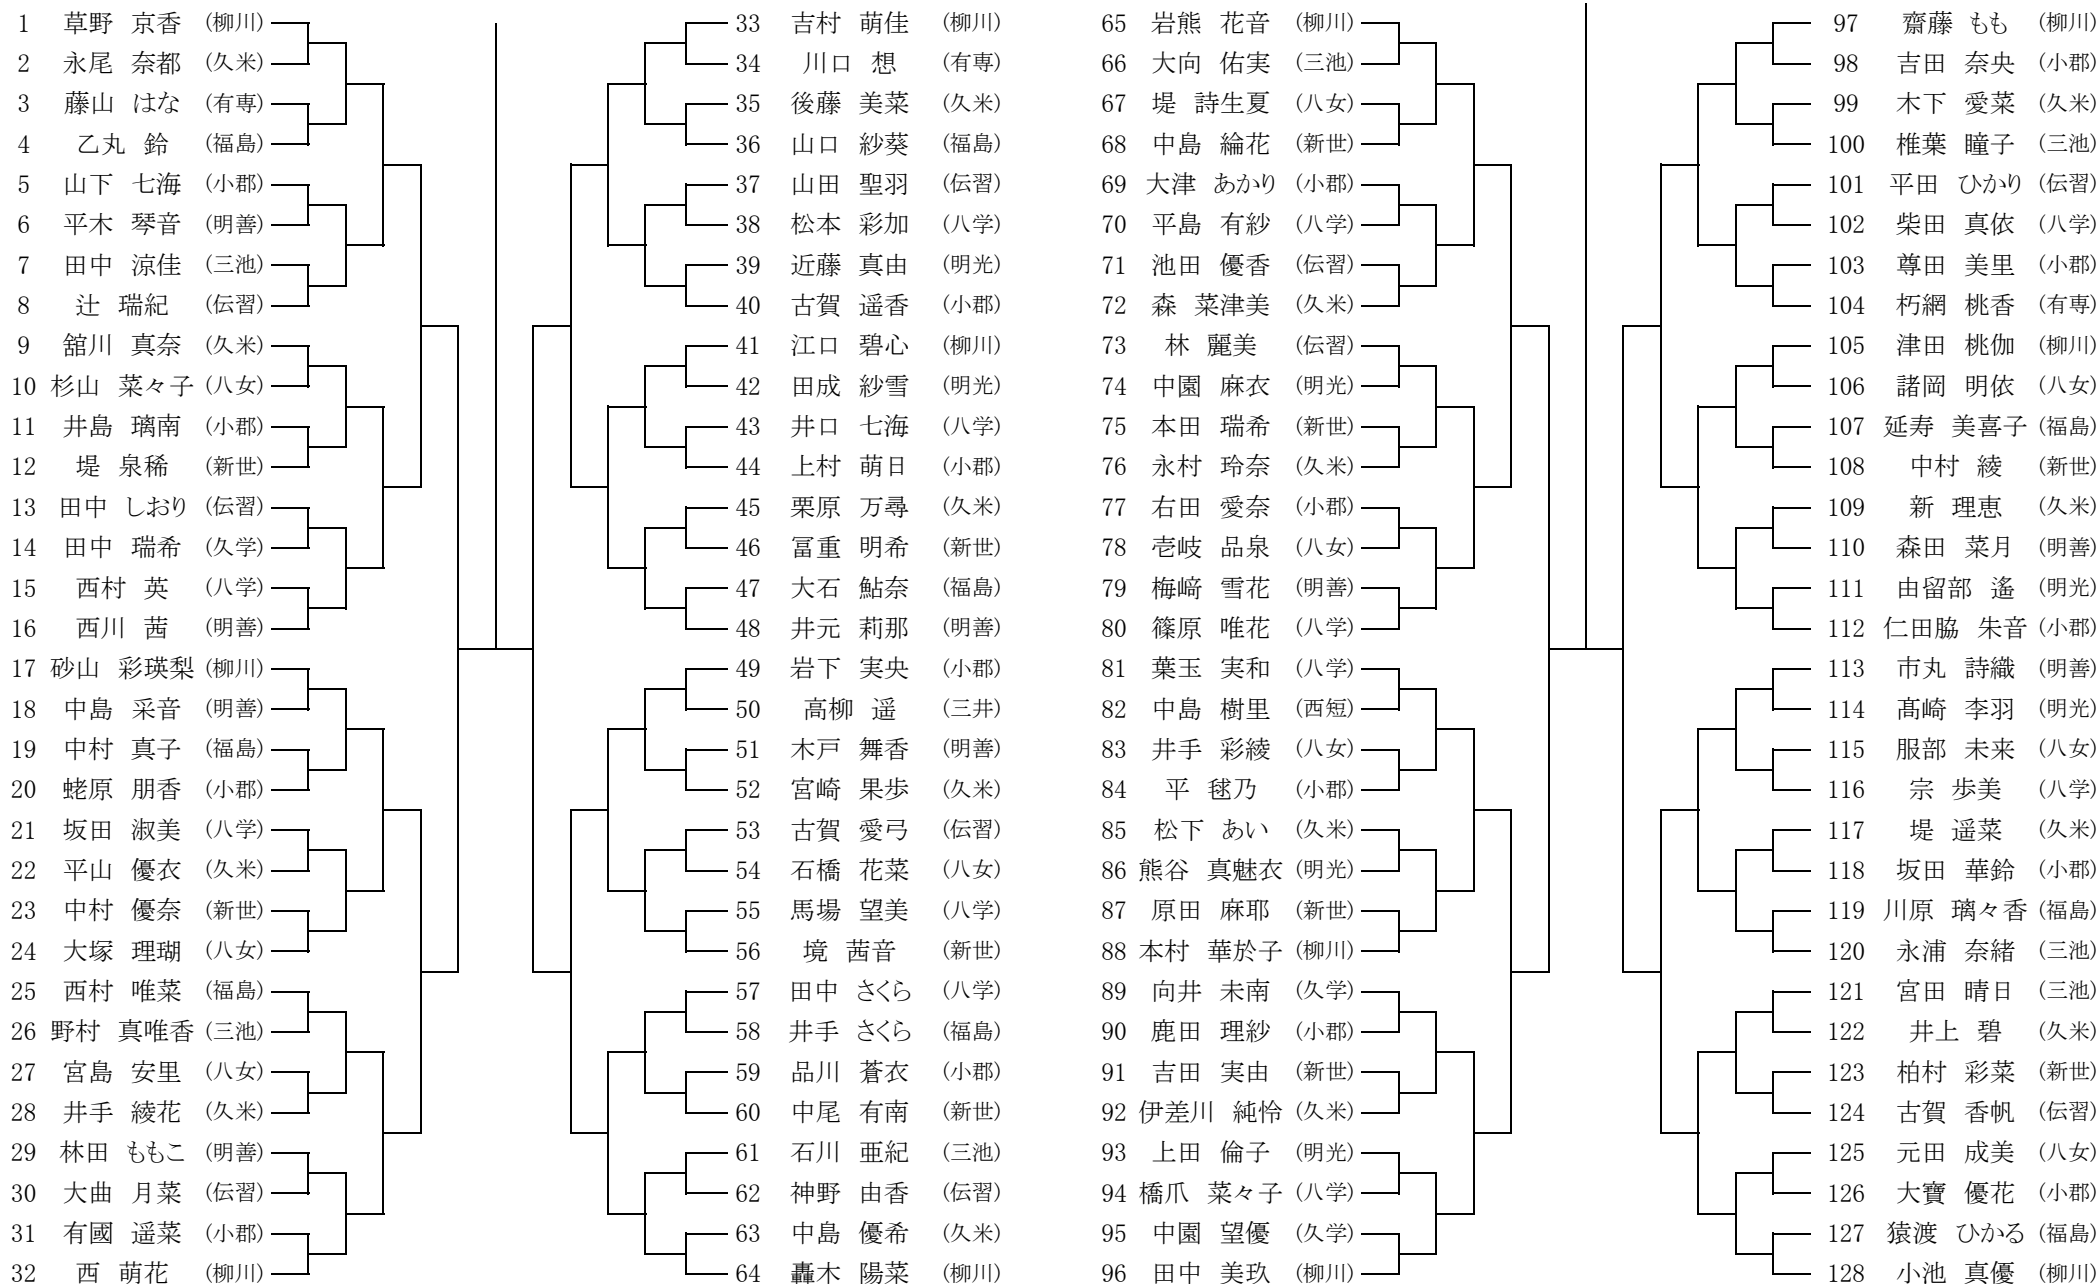 1 草野 京香 (柳川)
2 永尾 奈都 (久米)
3 藤山 はな (有専)
4 乙丸 鈴 (福島)
5 山下 七海 (小郡)
6 平木 琴音 (明善)
7 田中 涼佳 (三池)
8 辻 瑞紀 (伝習)
9 舘川 真奈 (久米)
10 杉山 菜々子 (八女)
11 井島 璃南 (小郡)
12 堤 泉稀 (新世)
13 田中 しおり (伝習)
14 田中 瑞希 (久学)
15 西村 英 (八学)
16 西川 茜 (明善)
17 砂山 彩瑛梨 (柳川)
18 中島 采音 (明善)
19 中村 真子 (福島)
20 蛯原 朋香 (小郡)
21 坂田 淑美 (八学)
22 平山 優衣 (久米)
23 中村 優奈 (新世)
24 大塚 理瑚 (八女)
25 西村 唯菜 (福島)
26 野村 真唯香 (三池)
27 宮島 安里 (八女)
28 井手 綾花 (久米)
29 林田 ももこ (明善)
30 大曲 月菜 (伝習)
31 有國 遥菜 (小郡)
32 西 萌花 (柳川)
33 吉村 萌佳 (柳川)
34 川口 想 (有専)
35 後藤 美菜 (久米)
36 山口 紗葵 (福島)
37 山田 聖羽 (伝習)
38 松本 彩加 (八学)
39 近藤 真由 (明光)
40 古賀 遥香 (小郡)
41 江口 碧心 (柳川)
42 田成 紗雪 (明光)
43 井口 七海 (八学)
44 上村 萌日 (小郡)
45 栗原 万尋 (久米)
46 冨重 明希 (新世)
47 大石 鮎奈 (福島)
48 井元 莉那 (明善)
49 岩下 実央 (小郡)
50 高柳 遥 (三井)
51 木戸 舞香 (明善)
52 宮崎 果歩 (久米)
53 古賀 愛弓 (伝習)
54 石橋 花菜 (八女)
55 馬場 望美 (八学)
56 境 茜音 (新世)
57 田中 さくら (八学)
58 井手 さくら (福島)
59 品川 蒼衣 (小郡)
60 中尾 有南 (新世)
61 石川 亜紀 (三池)
62 神野 由香 (伝習)
63 中島 優希 (久米)
64 轟木 陽菜 (柳川)
65 岩熊 花音 (柳川)
66 大向 佑実 (三池)
67 堤 詩生夏 (八女)
68 中島 綸花 (新世)
69 大津 あかり (小郡)
70 平島 有紗 (八学)
71 池田 優香 (伝習)
72 森 菜津美 (久米)
73 林 麗美 (伝習)
74 中園 麻衣 (明光)
75 本田 瑞希 (新世)
76 永村 玲奈 (久米)
77 右田 愛奈 (小郡)
78 壱岐 品泉 (八女)
79 梅﨑 雪花 (明善)
80 篠原 唯花 (八学)
81 葉玉 実和 (八学)
82 中島 樹里 (西短)
83 井手 彩綾 (八女)
84 平 毬乃 (小郡)
85 松下 あい (久米)
86 熊谷 真魅衣 (明光)
87 原田 麻耶 (新世)
88 本村 華於子 (柳川)
89 向井 未南 (久学)
90 鹿田 理紗 (小郡)
91 吉田 実由 (新世)
92 伊差川 純怜 (久米)
93 上田 倫子 (明光)
94 橋爪 菜々子 (八学)
95 中園 望優 (久学)
96 田中 美玖 (柳川)
97 齋藤 もも (柳川)
98 吉田 奈央 (小郡)
99 木下 愛菜 (久米)
100 椎葉 瞳子 (三池)
101 平田 ひかり (伝習)
102 柴田 真依 (八学)
103 尊田 美里 (小郡)
104 朽網 桃香 (有専)
105 津田 桃伽 (柳川)
106 諸岡 明依 (八女)
107 延寿 美喜子 (福島)
108 中村 綾 (新世)
109 新 理恵 (久米)
110 森田 菜月 (明善)
111 由留部 遙 (明光)
112 仁田脇 朱音 (小郡)
113 市丸 詩織 (明善)
114 髙崎 李羽 (明光)
115 服部 未来 (八女)
116 宗 歩美 (八学)
117 堤 遥菜 (久米)
118 坂田 華鈴 (小郡)
119 川原 璃々香 (福島)
120 永浦 奈緒 (三池)
121 宮田 晴日 (三池)
122 井上 碧 (久米)
123 柏村 彩菜 (新世)
124 古賀 香帆 (伝習)
125 元田 成美 (八女)
126 大寶 優花 (小郡)
127 猿渡 ひかる (福島)
128 小池 真優 (柳川)